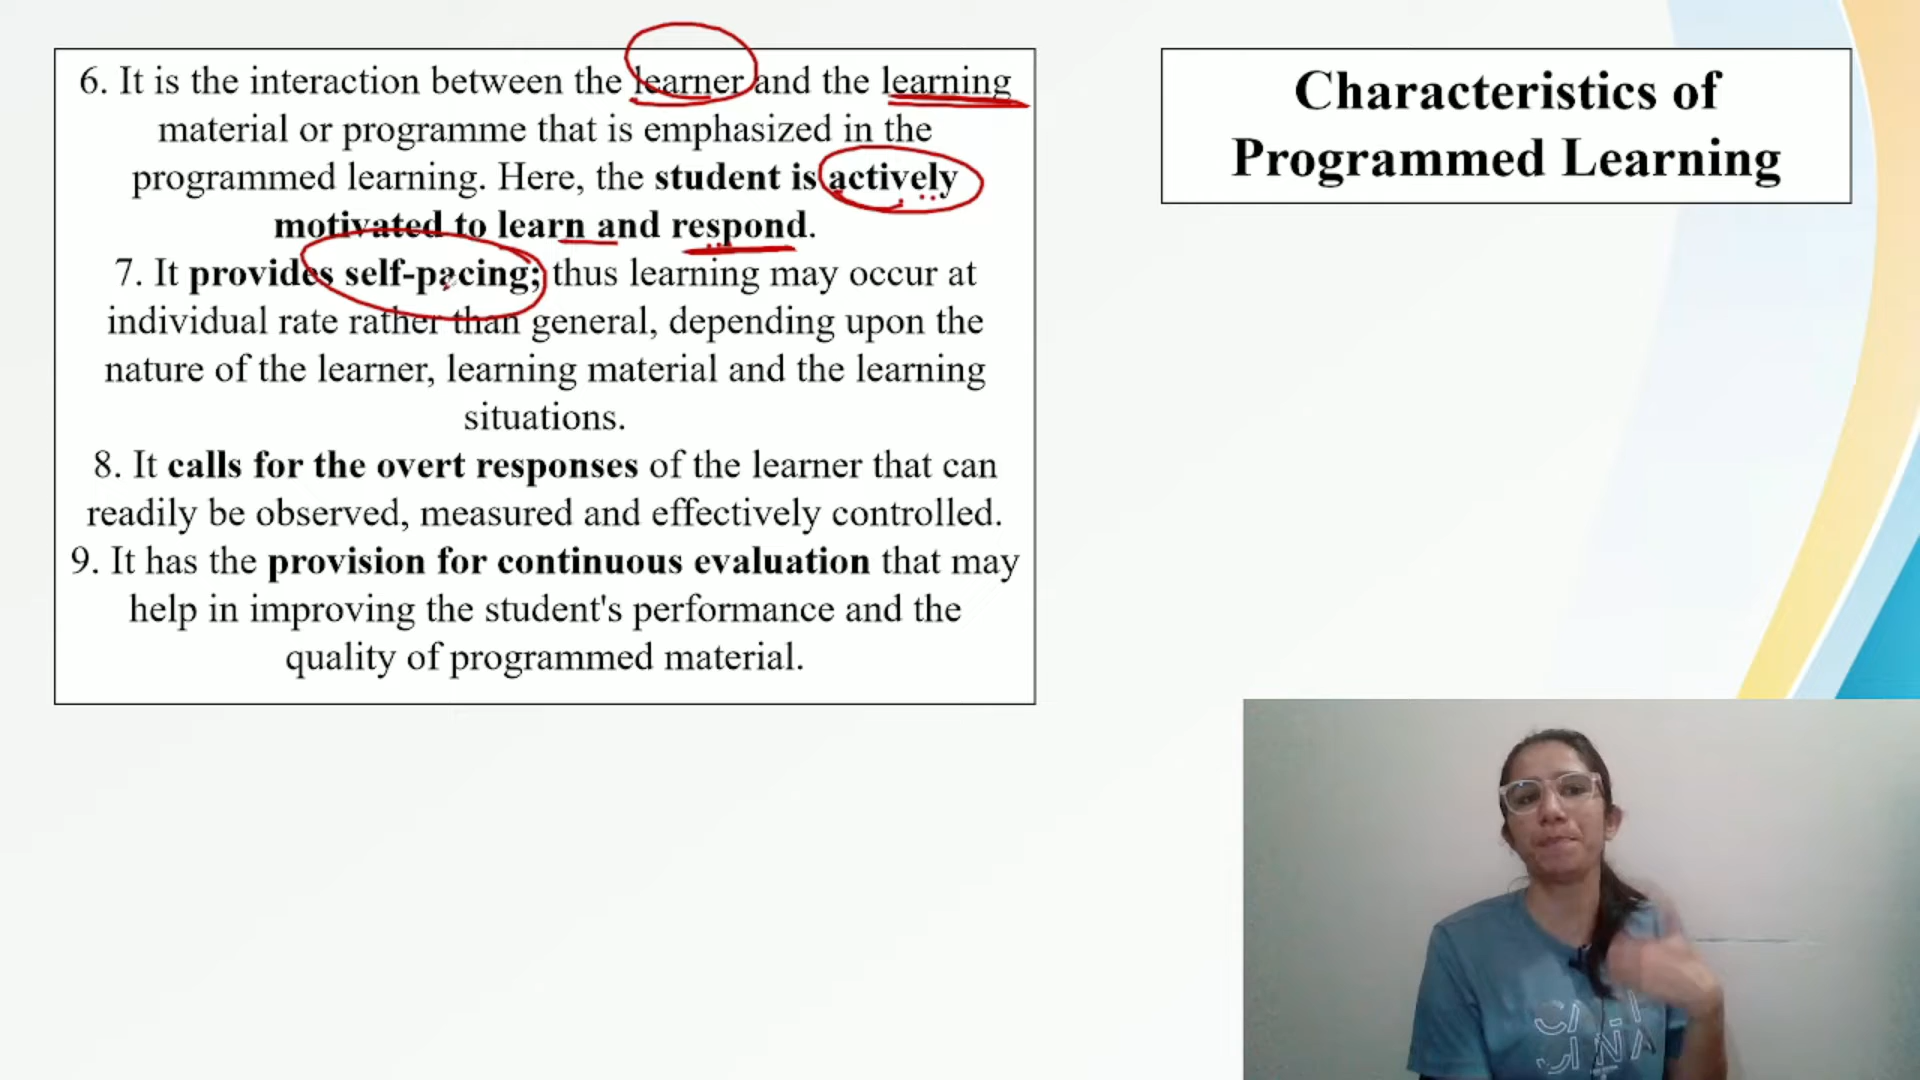 6. It is the interaction between the learner and the learning
material or programme that is emphasized in the
programmed learning. Here, the student is actively
motivated to learn and respond.
7. It provides self-pacing; thus learning may occur at
individual rate rather than general, depending upon the
nature of the learner, learning material and the learning
situations.
8. It calls for the overt responses of the learner that can
readily be observed, measured and effectively controlled.
9. It has the provision for continuous evaluation that may
help in improving the student's performance and the
quality of programmed material.
Characteristics of
Programmed Learning